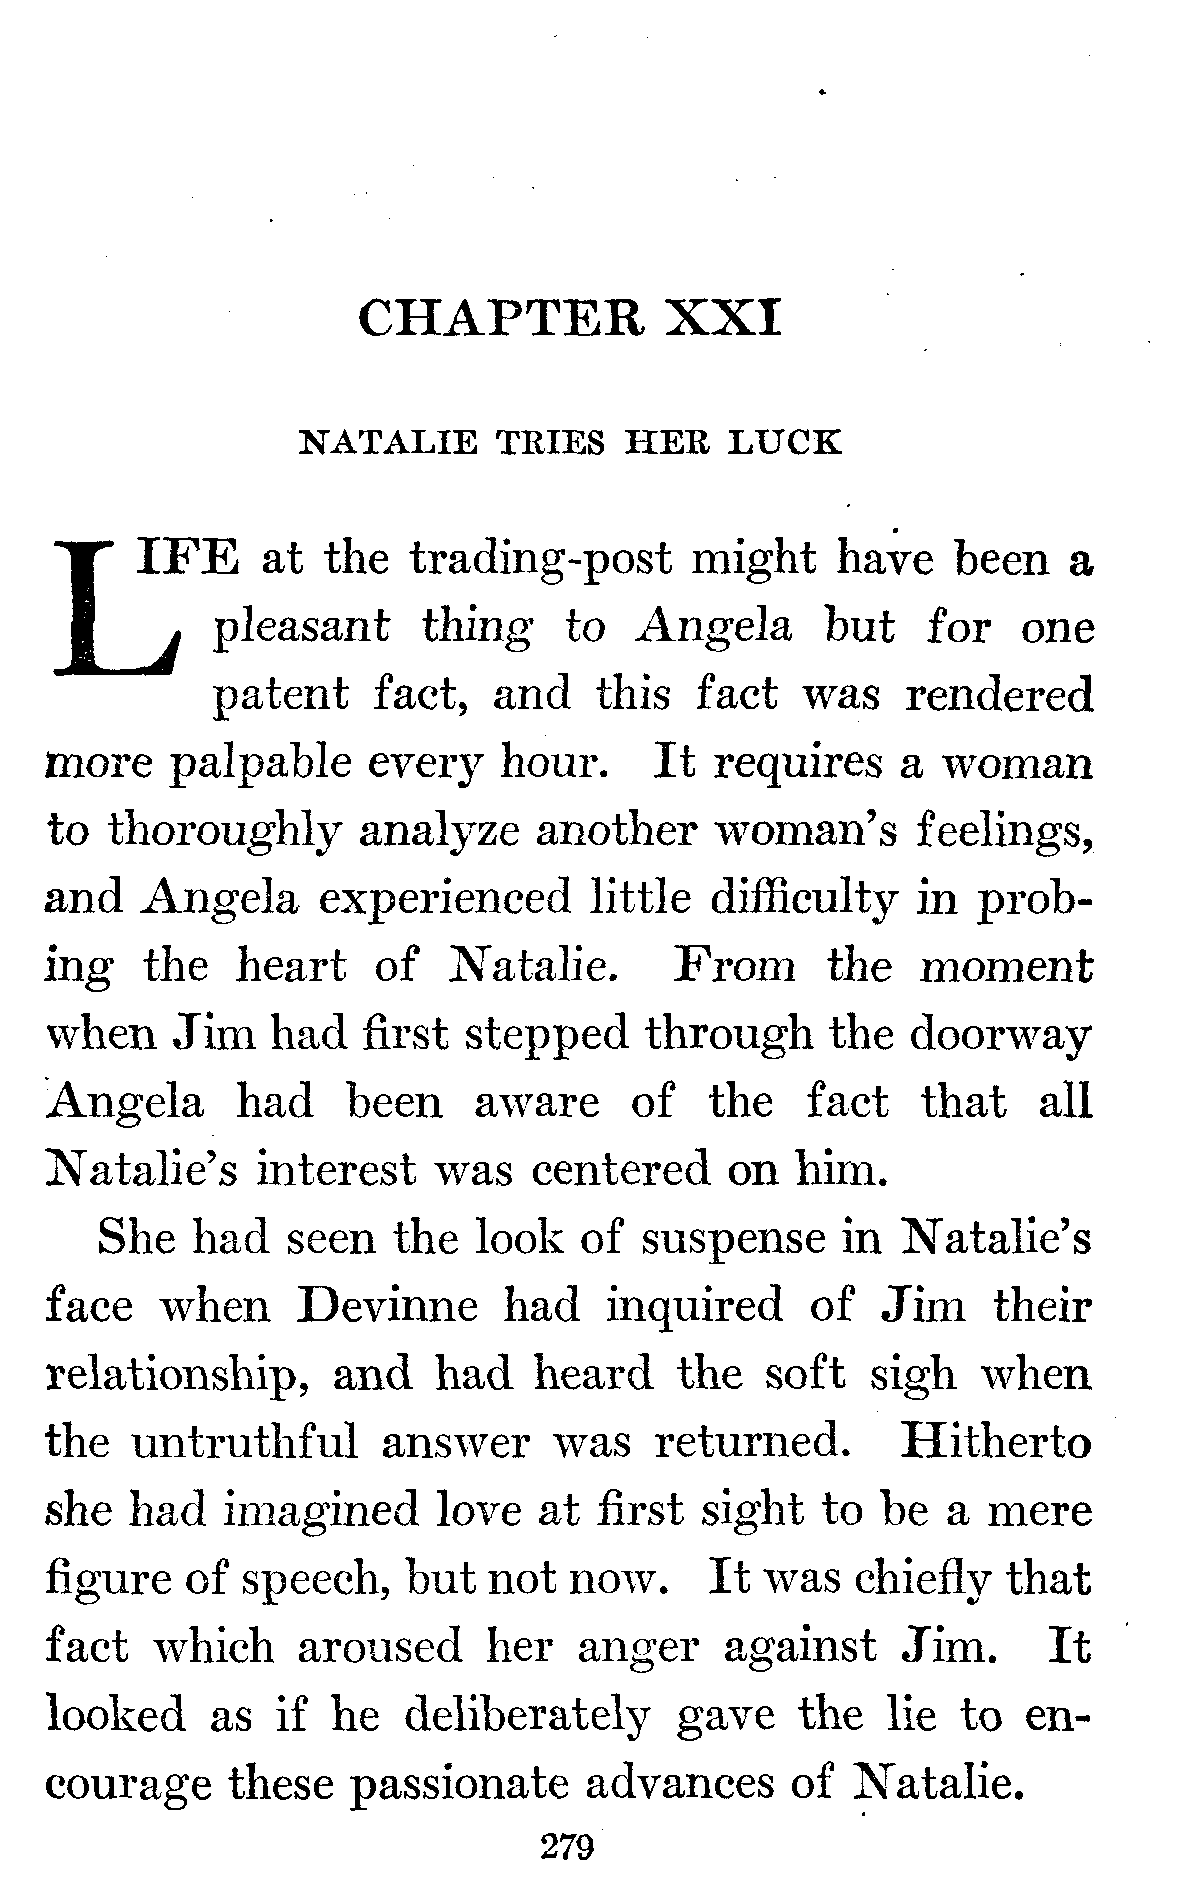 CHAPTER XXI
NATALIE TRIES HER LUCK
LIFE at the trading-post might have been a
pleasant thing to Angela but for one
patent fact, and this fact was rendered
more palpable every hour. It requires a woman
to thoroughly analyze another woman's feelings,
and Angela experienced little difficulty in prob-
ing the heart of Natalie. From the moment
when Jim had first stepped through the doorway
Angela had been aware of the fact that all
Natalie's interest was centered on him.
She had seen the look of suspense in Natalie's
face when Devinne had inquired of Jim their
relationship, and had heard the soft sigh when
the untruthful answer was returned. Hitherto
she had imagined love at first sight to be a mere
figure of speech, but not now. It was chiefly that
fact which aroused her anger against Jim. It
looked as if he deliberately gave the lie to en-
courage these passionate advances of Natalie.
279